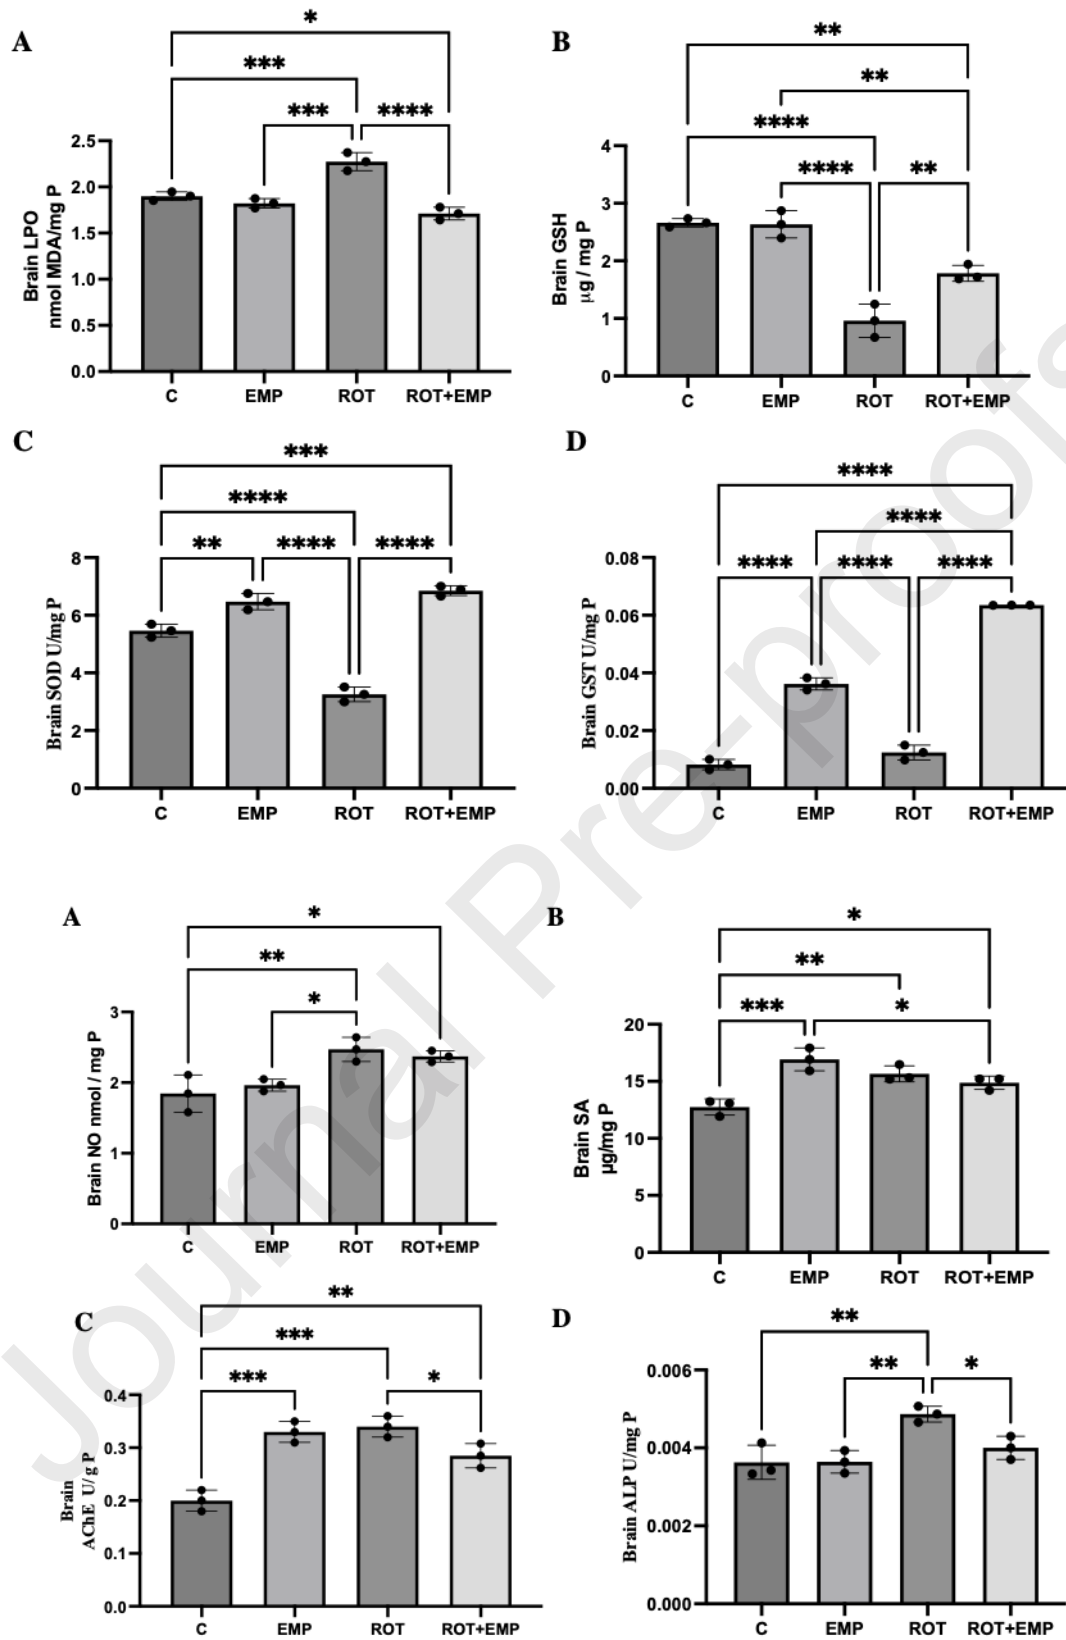 A
*
***
***
****
2.5
2.0
1.5
1.0
0.5
0.0
Brain LPO
nmol MDA/mg P
C EMP ROT ROT+EMP
B
**
**
****
****
**
4
3
2
1
0
Brain GSH
µg / mg P
C EMP ROT ROT+EMP
C
***
****
**
****
****
8
6
4
2
0
Brain SOD U/mg P
C EMP ROT ROT+EMP
D
****
****
****
****
****
0.08
0.06
0.04
0.02
0.00
Brain GST U/mg P
C EMP ROT ROT+EMP
A
*
**
*
3
2
1
0
Brain NO nmol / mg P
C EMP ROT ROT+EMP
B
*
**
***
*
20
15
10
5
0
Brain SA
µg/mg P
C EMP ROT ROT+EMP
C
**
***
***
*
0.4
0.3
0.2
0.1
0.0
Brain
AChE U/ g P
C EMP ROT ROT+EMP
D
**
**
*
0.006
0.004
0.002
0.000
Brain ALP U/mg P
C EMP ROT ROT+EMP
Journal Pre-proofs